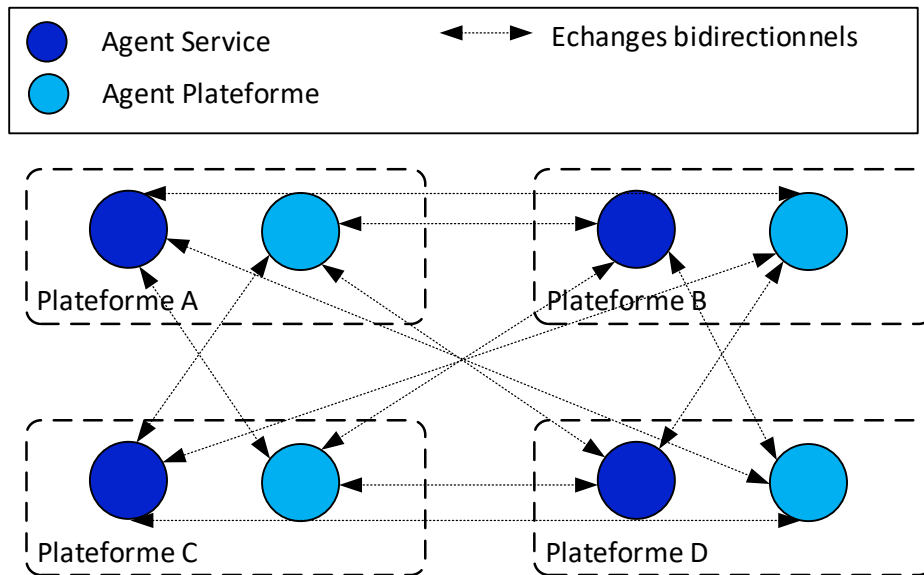 Agent Service
Echanges bidirectionnels
Agent Plateforme
Plateforme A
Plateforme B
Plateforme C
Plateforme D